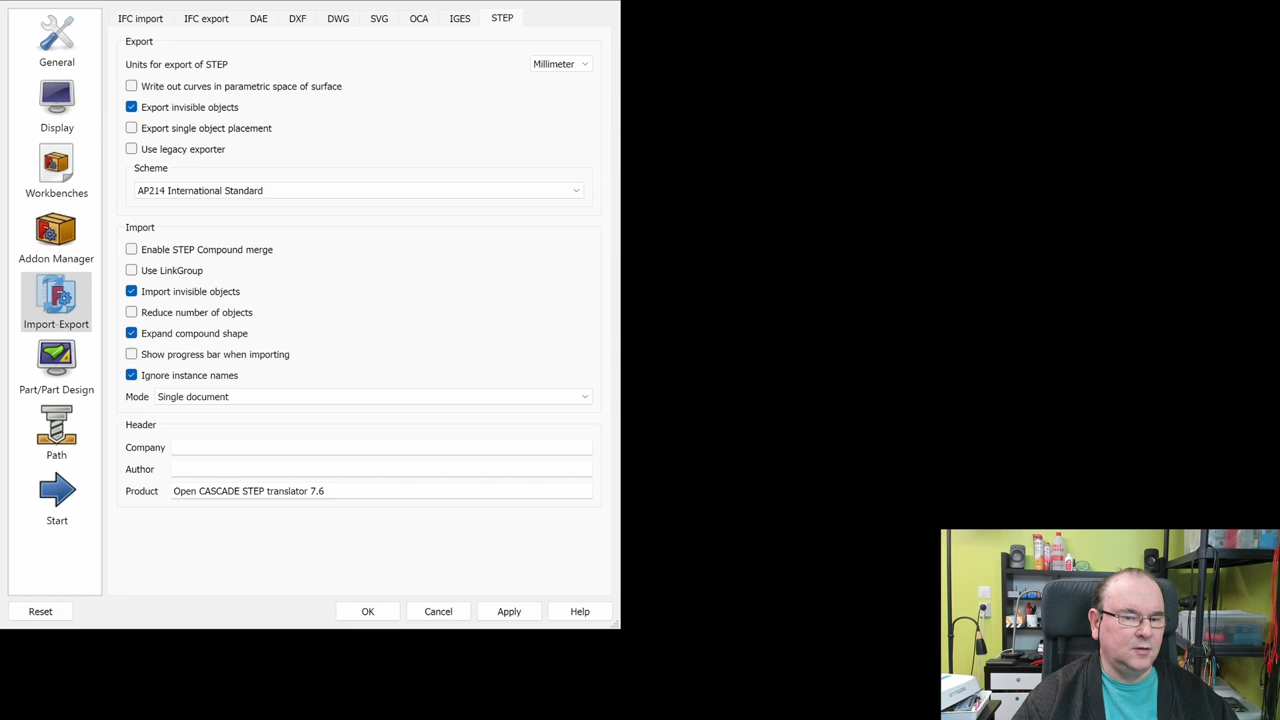 IFC import IFC export DAE DXF DWG SVG OCA IGES STEP
General
Display
Workbenches
Addon Manager
Import-Export
Part/Part Design
Path
Start
Export
Units for export of STEP Millimeter
Write out curves in parametric space of surface
Export invisible objects
Export single object placement
Use legacy exporter
Scheme
AP214 International Standard
Import
Enable STEP Compound merge
Use LinkGroup
Import invisible objects
Reduce number of objects
Expand compound shape
Show progress bar when importing
Ignore instance names
Mode Single document
Header
Company
Author
Product Open CASCADE STEP translator 7.6
Reset OK Cancel Apply Help